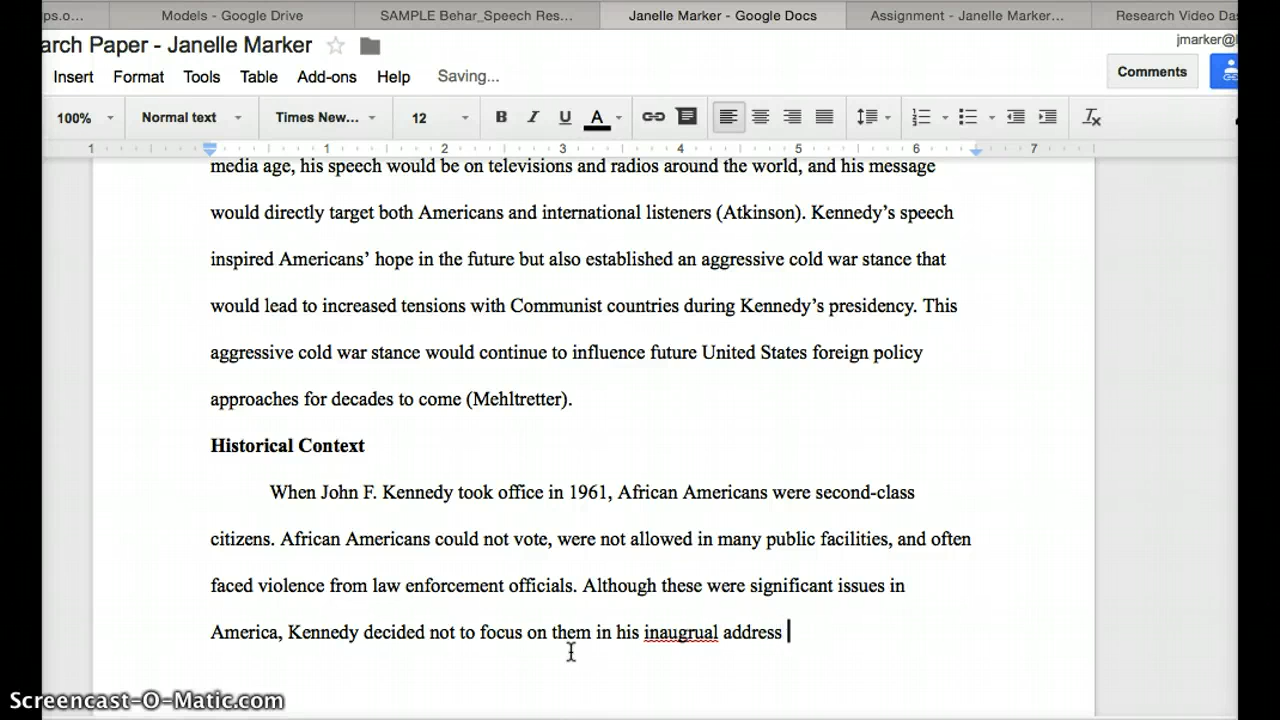 ps.o...
Models - Google Drive
SAMPLE Behar_Speech Res...
Janelle Marker - Google Docs
Assignment - Janelle Marker...
Research Video Da
arch Paper - Janelle Marker
jmarker@
Insert Format Tools Table Add-ons Help Saving...
Comments
100% Normal text Times New... 12 B I U A
1 1 2 3 4 5 6 7
media age, his speech would be on televisions and radios around the world, and his message
would directly target both Americans and international listeners (Atkinson). Kennedy’s speech
inspired Americans’ hope in the future but also established an aggressive cold war stance that
would lead to increased tensions with Communist countries during Kennedy’s presidency. This
aggressive cold war stance would continue to influence future United States foreign policy
approaches for decades to come (Mehltretter).
Historical Context
When John F. Kennedy took office in 1961, African Americans were second-class
citizens. African Americans could not vote, were not allowed in many public facilities, and often
faced violence from law enforcement officials. Although these were significant issues in
America, Kennedy decided not to focus on them in his inaugrual address
Screencast-O-Matic.com